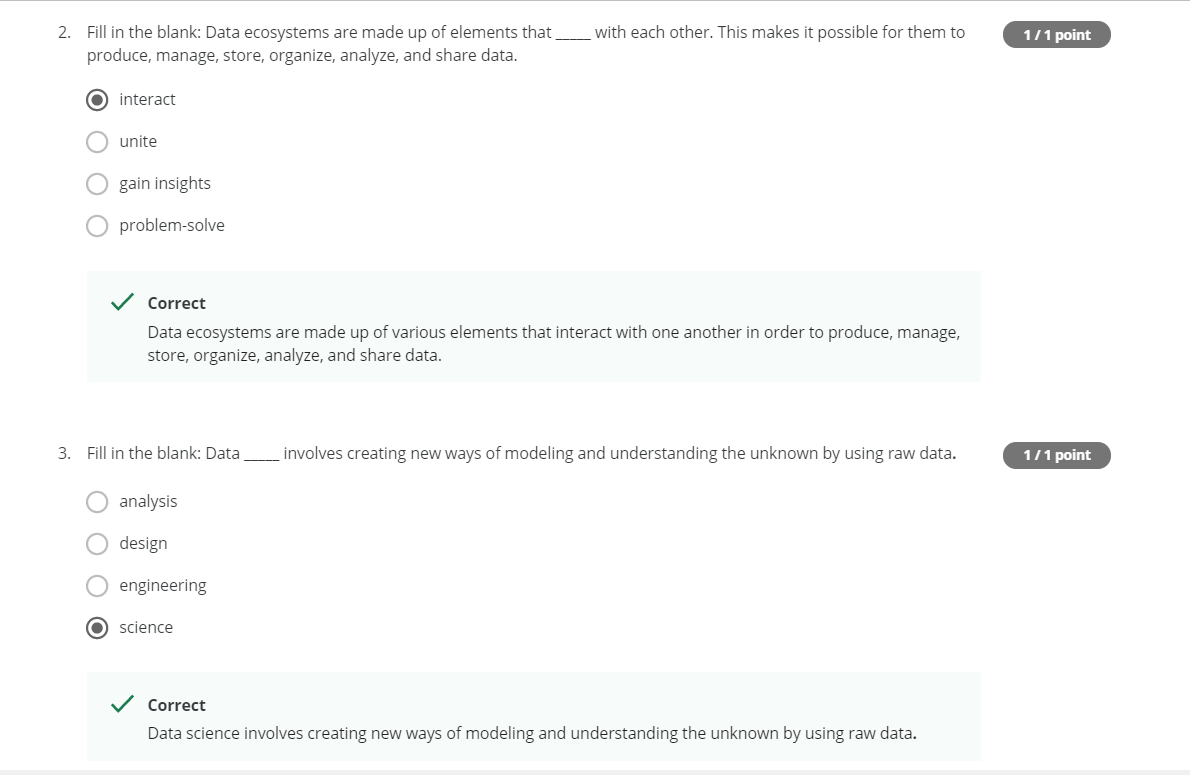 2. Fill in the blank: Data ecosystems are made up of elements that _____ with each other. This makes it possible for them to
produce, manage, store, organize, analyze, and share data.
1 / 1 point
interact
unite
gain insights
problem-solve
Correct
Data ecosystems are made up of various elements that interact with one another in order to produce, manage,
store, organize, analyze, and share data.
3. Fill in the blank: Data _____ involves creating new ways of modeling and understanding the unknown by using raw data.
1 / 1 point
analysis
design
engineering
science
Correct
Data science involves creating new ways of modeling and understanding the unknown by using raw data.